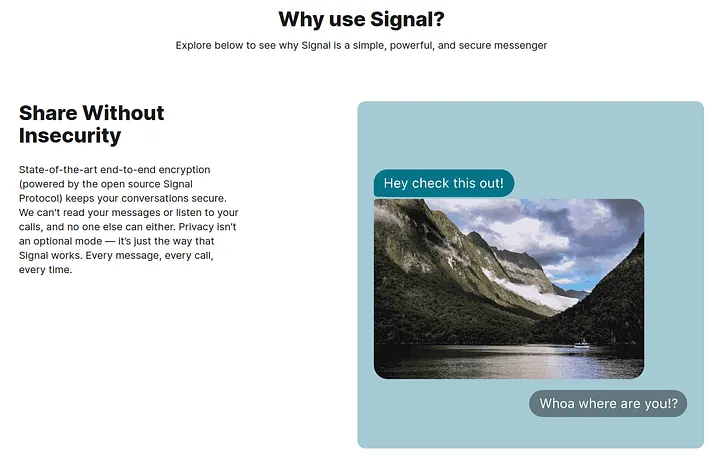 Why use Signal?
Explore below to see why Signal is a simple, powerful, and secure messenger
Share Without
Insecurity
State-of-the-art end-to-end encryption
(powered by the open source Signal
Protocol) keeps your conversations secure.
We can't read your messages or listen to your
calls, and no one else can either. Privacy isn't
an optional mode — it's just the way that
Signal works. Every message, every call,
every time.
Hey check this out!
Whoa where are you!?